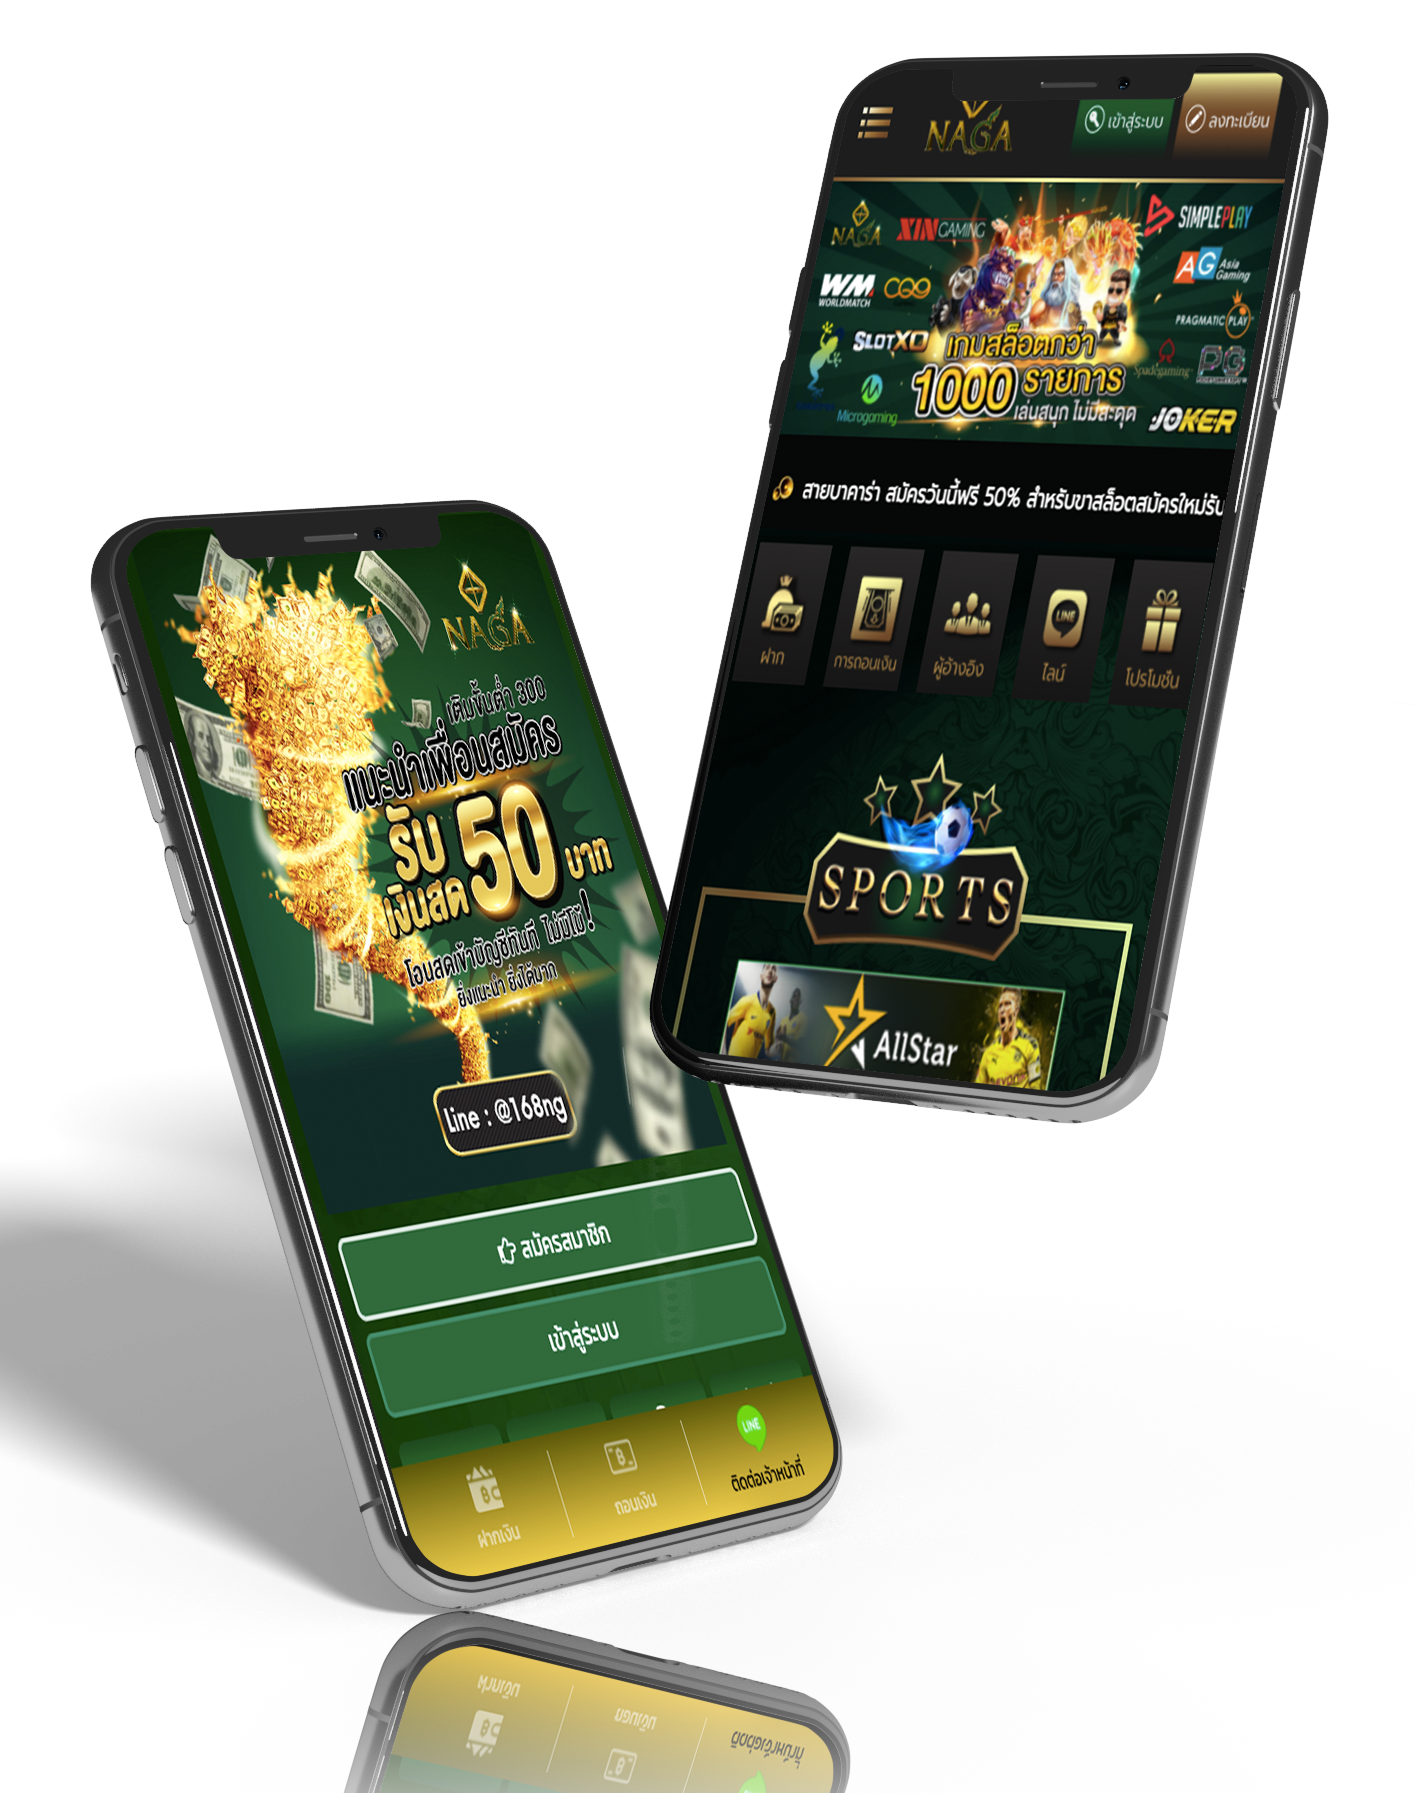 NAGA
เข้าสู่ระบบ
ลงทะเบียน
NAGA
XIN GAMING
SIMPLEPLAY
WM
WORLDMATCH
CQ9
AG Asia
Gaming
PRAGMATIC PLAY
SLOTXO
เกมสล็อตกว่า
1000 รายการ
เล่นสนุก ไม่มีสะดุด
Spadegaming
PG
Microgaming
JOKER
สายบาคาร่า สมัครวันนี้ฟรี 50% สำหรับขาสล็อตสมัครใหม่รับ
LINE
ฝาก
การถอนเงิน
ผู้อ้างอิง
ไลน์
โปรโมชั่น
SPORTS
AllStar
NAGA
เติมขั้นต่ำ 300
แนะนำเพื่อนสมัคร
รับ
เงินสด 50 บาท
โอนสดเข้าบัญชีทันที ไม่มีโม้!
ยิ่งแนะนำ ยิ่งได้มาก
Line : @168ng
สมัครสมาชิก
เข้าสู่ระบบ
LINE
ฝากเงิน
ถอนเงิน
ติดต่อเจ้าหน้าที่